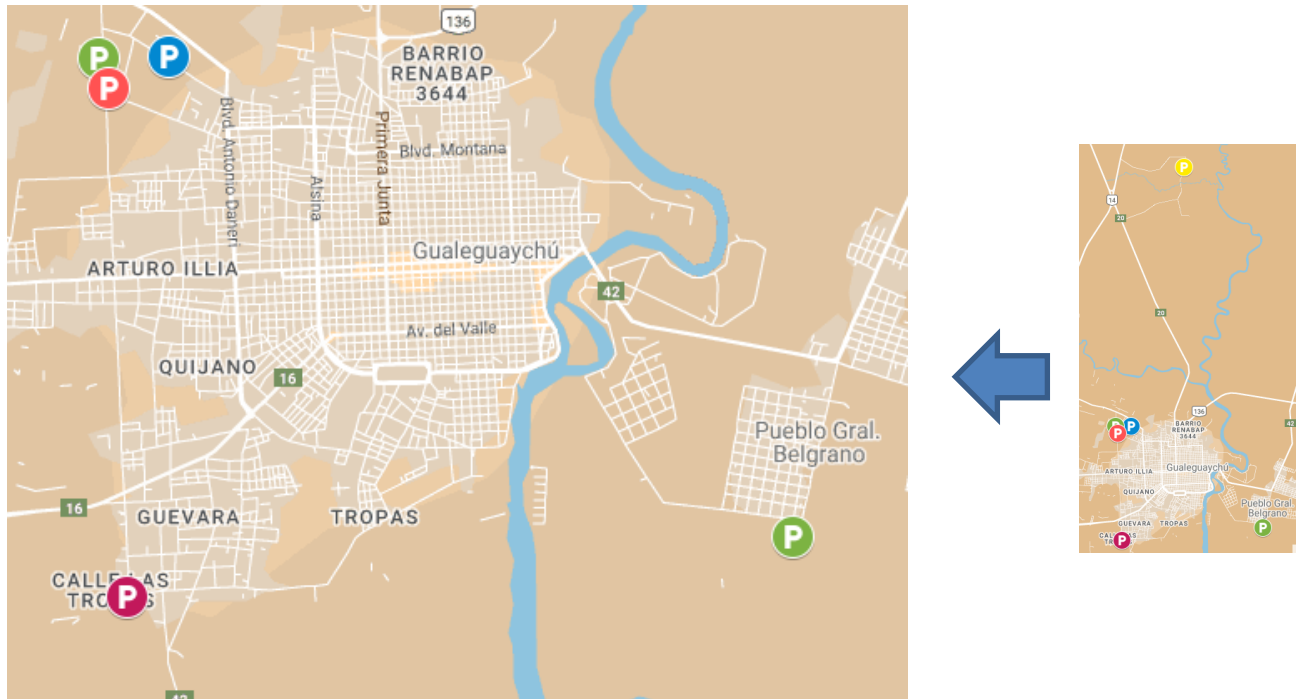 136
P
P
P
BARRIO
RENABAP
3644
Blvd. Antonio Daneri
Primera Junta
Blvd. Montana
Alsina
Gualeguaychú
ARTURO ILLIA
42
Av. del Valle
QUIJANO
16
Pueblo Gral.
Belgrano
16
GUEVARA
TROPAS
P
CALLE LAS
P
42
P
14
20
20
136
P
P
P
BARRIO
RENABAP
3644
42
ARTURO ILLIA
Gualeguaychú
QUIJANO
Pueblo Gral
Belgrano
GUEVARA
TROPAS
P
P